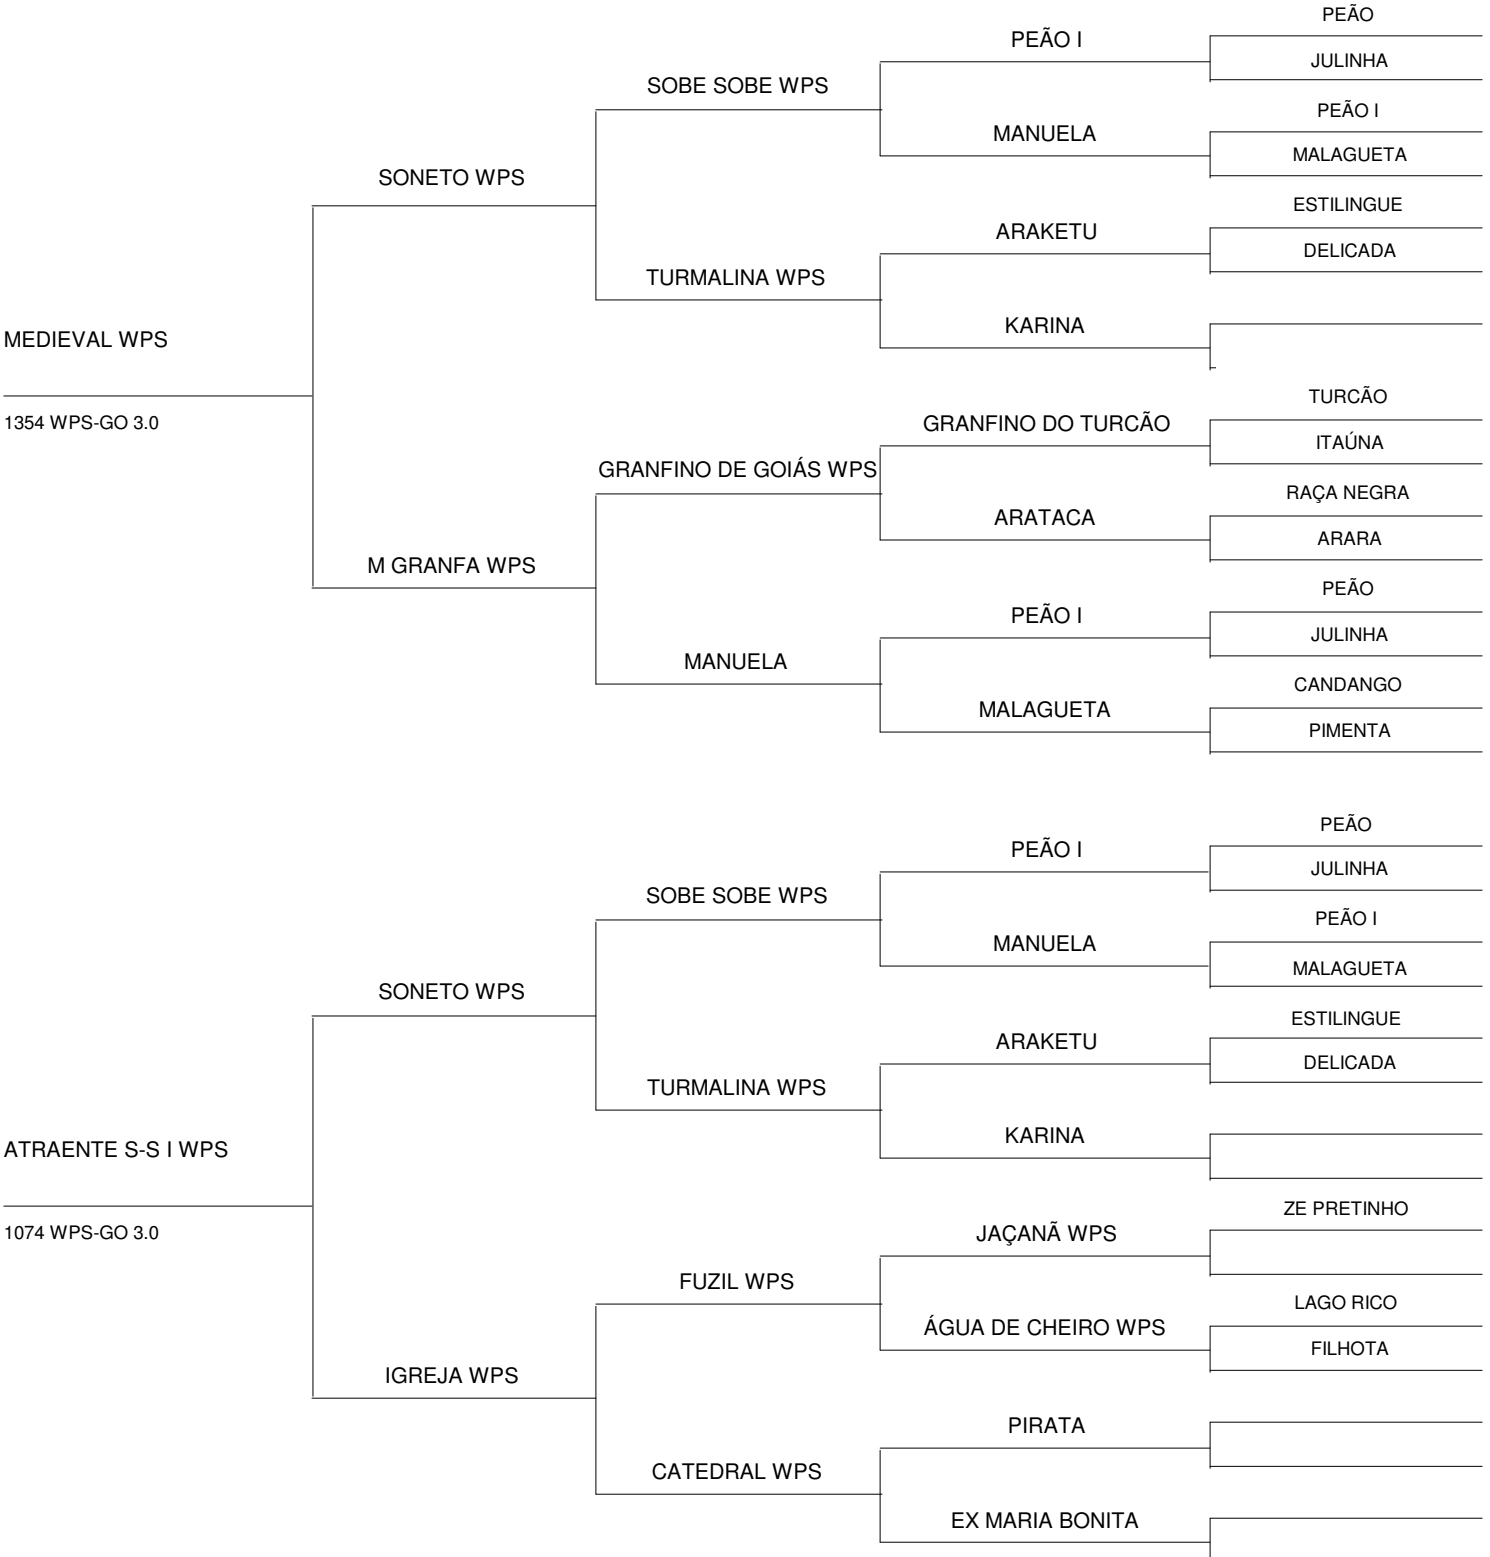 PEÃO
PEÃO I
JULINHA
SOBE SOBE WPS
PEÃO I
MANUELA
MALAGUETA
SONETO WPS
ESTILINGUE
ARAKETU
DELICADA
TURMALINA WPS
KARINA
MEDIEVAL WPS
1354 WPS-GO 3.0
TURCÃO
GRANFINO DO TURCÃO
ITAÚNA
GRANFINO DE GOIÁS WPS
RAÇA NEGRA
ARATACA
ARARA
M GRANFA WPS
PEÃO
PEÃO I
JULINHA
MANUELA
CANDANGO
MALAGUETA
PIMENTA
PEÃO
PEÃO I
JULINHA
SOBE SOBE WPS
PEÃO I
MANUELA
MALAGUETA
SONETO WPS
ESTILINGUE
ARAKETU
DELICADA
TURMALINA WPS
KARINA
ATRAENTE S-S I WPS
1074 WPS-GO 3.0
ZE PRETINHO
JAÇANÃ WPS
FUZIL WPS
LAGO RICO
ÁGUA DE CHEIRO WPS
FILHOTA
IGREJA WPS
PIRATA
CATEDRAL WPS
EX MARIA BONITA